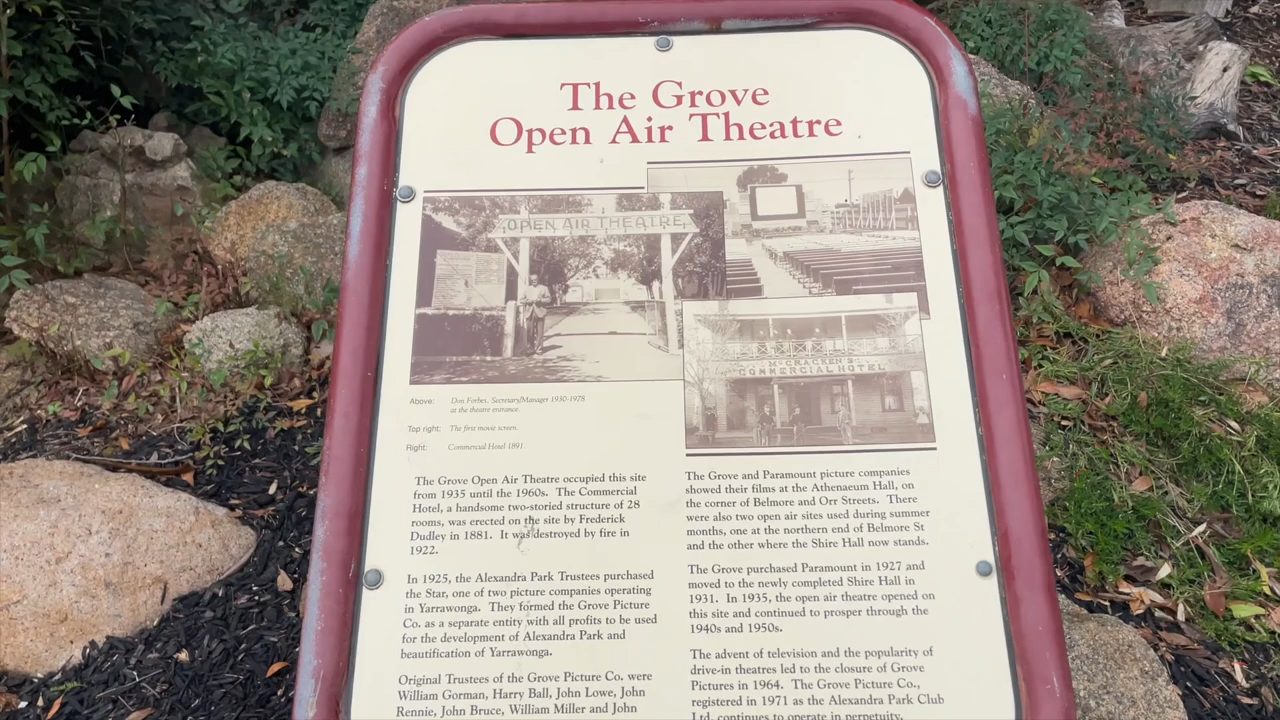 The Grove
Open Air Theatre
OPEN AIR THEATRE
McCRACKEN'S
COMMERCIAL HOTEL
Above: Don Forbes, Secretary/Manager 1930-1978
at the theatre entrance.
Top right: The first movie screen.
Right: Commercial Hotel 1891.
The Grove Open Air Theatre occupied this site
from 1935 until the 1960s. The Commercial
Hotel, a handsome two-storied structure of 28
rooms, was erected on the site by Frederick
Dudley in 1881. It was destroyed by fire in
1922.
In 1925, the Alexandra Park Trustees purchased
the Star, one of two picture companies operating
in Yarrawonga. They formed the Grove Picture
Co. as a separate entity with all profits to be used
for the development of Alexandra Park and
beautification of Yarrawonga.
Original Trustees of the Grove Picture Co. were
William Gorman, Harry Ball, John Lowe, John
Rennie, John Bruce, William Miller and John
The Grove and Paramount picture companies
showed their films at the Athenaeum Hall, on
the corner of Belmore and Orr Streets. There
were also two open air sites used during summer
months, one at the northern end of Belmore St
and the other where the Shire Hall now stands.
The Grove purchased Paramount in 1927 and
moved to the newly completed Shire Hall in
1931. In 1935, the open air theatre opened on
this site and continued to prosper through the
1940s and 1950s.
The advent of television and the popularity of
drive-in theatres led to the closure of Grove
Pictures in 1964. The Grove Picture Co.,
registered in 1971 as the Alexandra Park Club
Ltd, continues to operate in perpetuity.